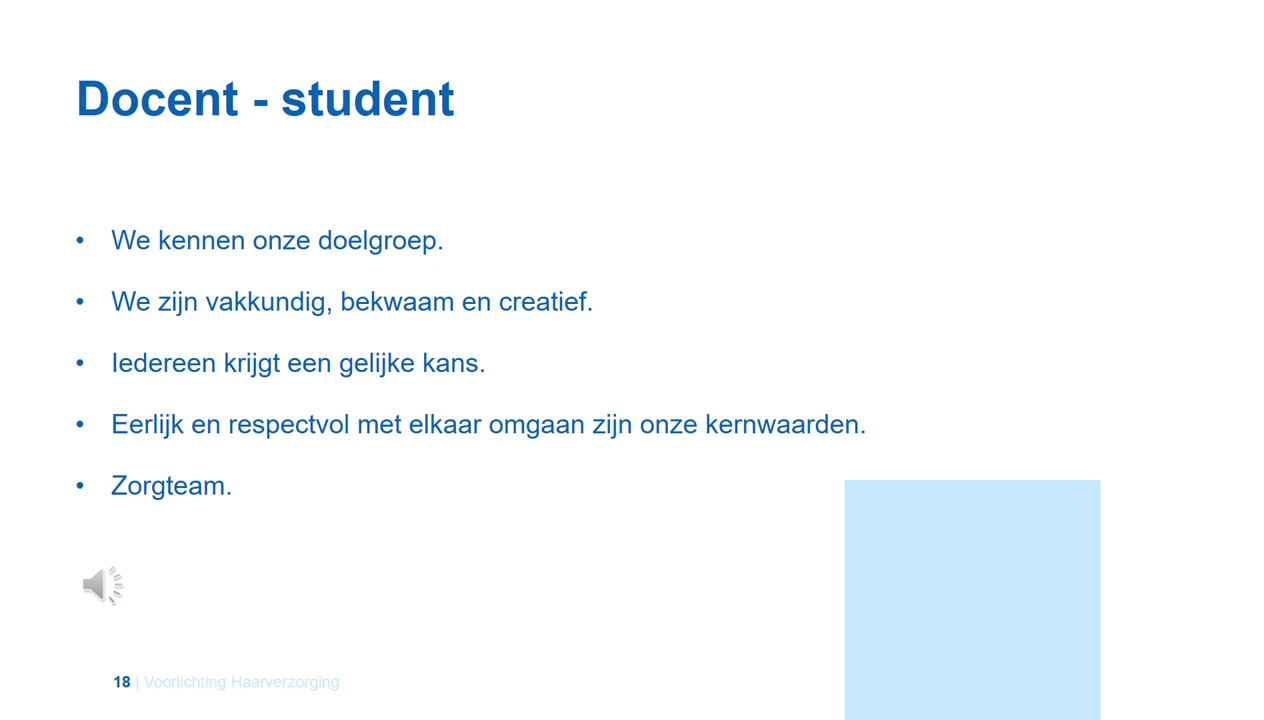 Docent - student
• We kennen onze doelgroep.
• We zijn vakkundig, bekwaam en creatief.
• Iedereen krijgt een gelijke kans.
• Eerlijk en respectvol met elkaar omgaan zijn onze kernwaarden.
• Zorgteam.
18 | Voorlichting Haarverzorging